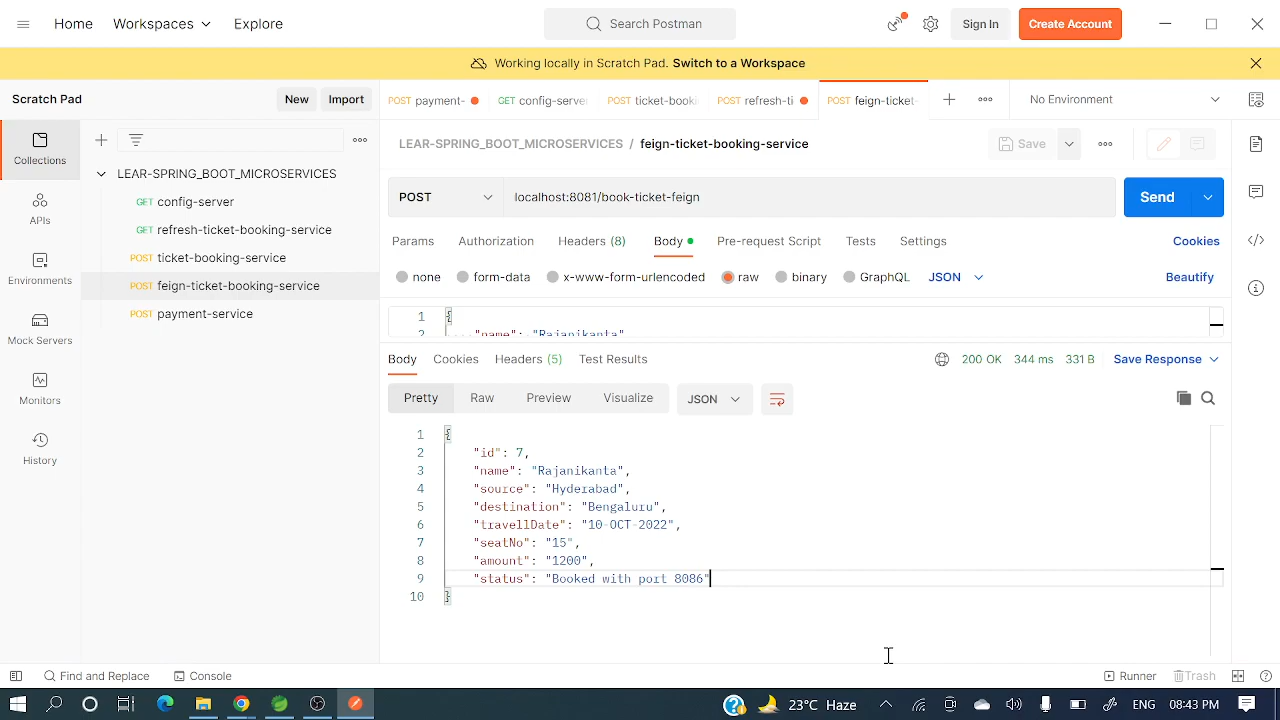 Home Workspaces Explore Search Postman Sign In Create Account
Working locally in Scratch Pad. Switch to a Workspace
Scratch Pad New Import
POST payment- GET config-serve POST ticket-booki POST refresh-ti POST feign-ticket- No Environment
Collections
APIs
Environments
Mock Servers
Monitors
History
LEAR-SPRING_BOOT_MICROSERVICES
GET config-server
GET refresh-ticket-booking-service
POST ticket-booking-service
POST feign-ticket-booking-service
POST payment-service
LEAR-SPRING_BOOT_MICROSERVICES / feign-ticket-booking-service Save
POST localhost:8081/book-ticket-feign Send
Params Authorization Headers (8) Body Pre-request Script Tests Settings Cookies
none form-data x-www-form-urlencoded raw binary GraphQL JSON Beautify
1 {
2 "name": "Rajanikanta"
Body Cookies Headers (5) Test Results 200 OK 344 ms 331 B Save Response
Pretty Raw Preview Visualize JSON
1 {
2 "id": 7,
3 "name": "Rajanikanta",
4 "source": "Hyderabad",
5 "destination": "Bengaluru",
6 "travellDate": "10-OCT-2022",
7 "seatNo": "15",
8 "amount": "1200",
9 "status": "Booked with port 8086"
10 }
Find and Replace Console Runner Trash
23°C Haze ENG 08:43 PM